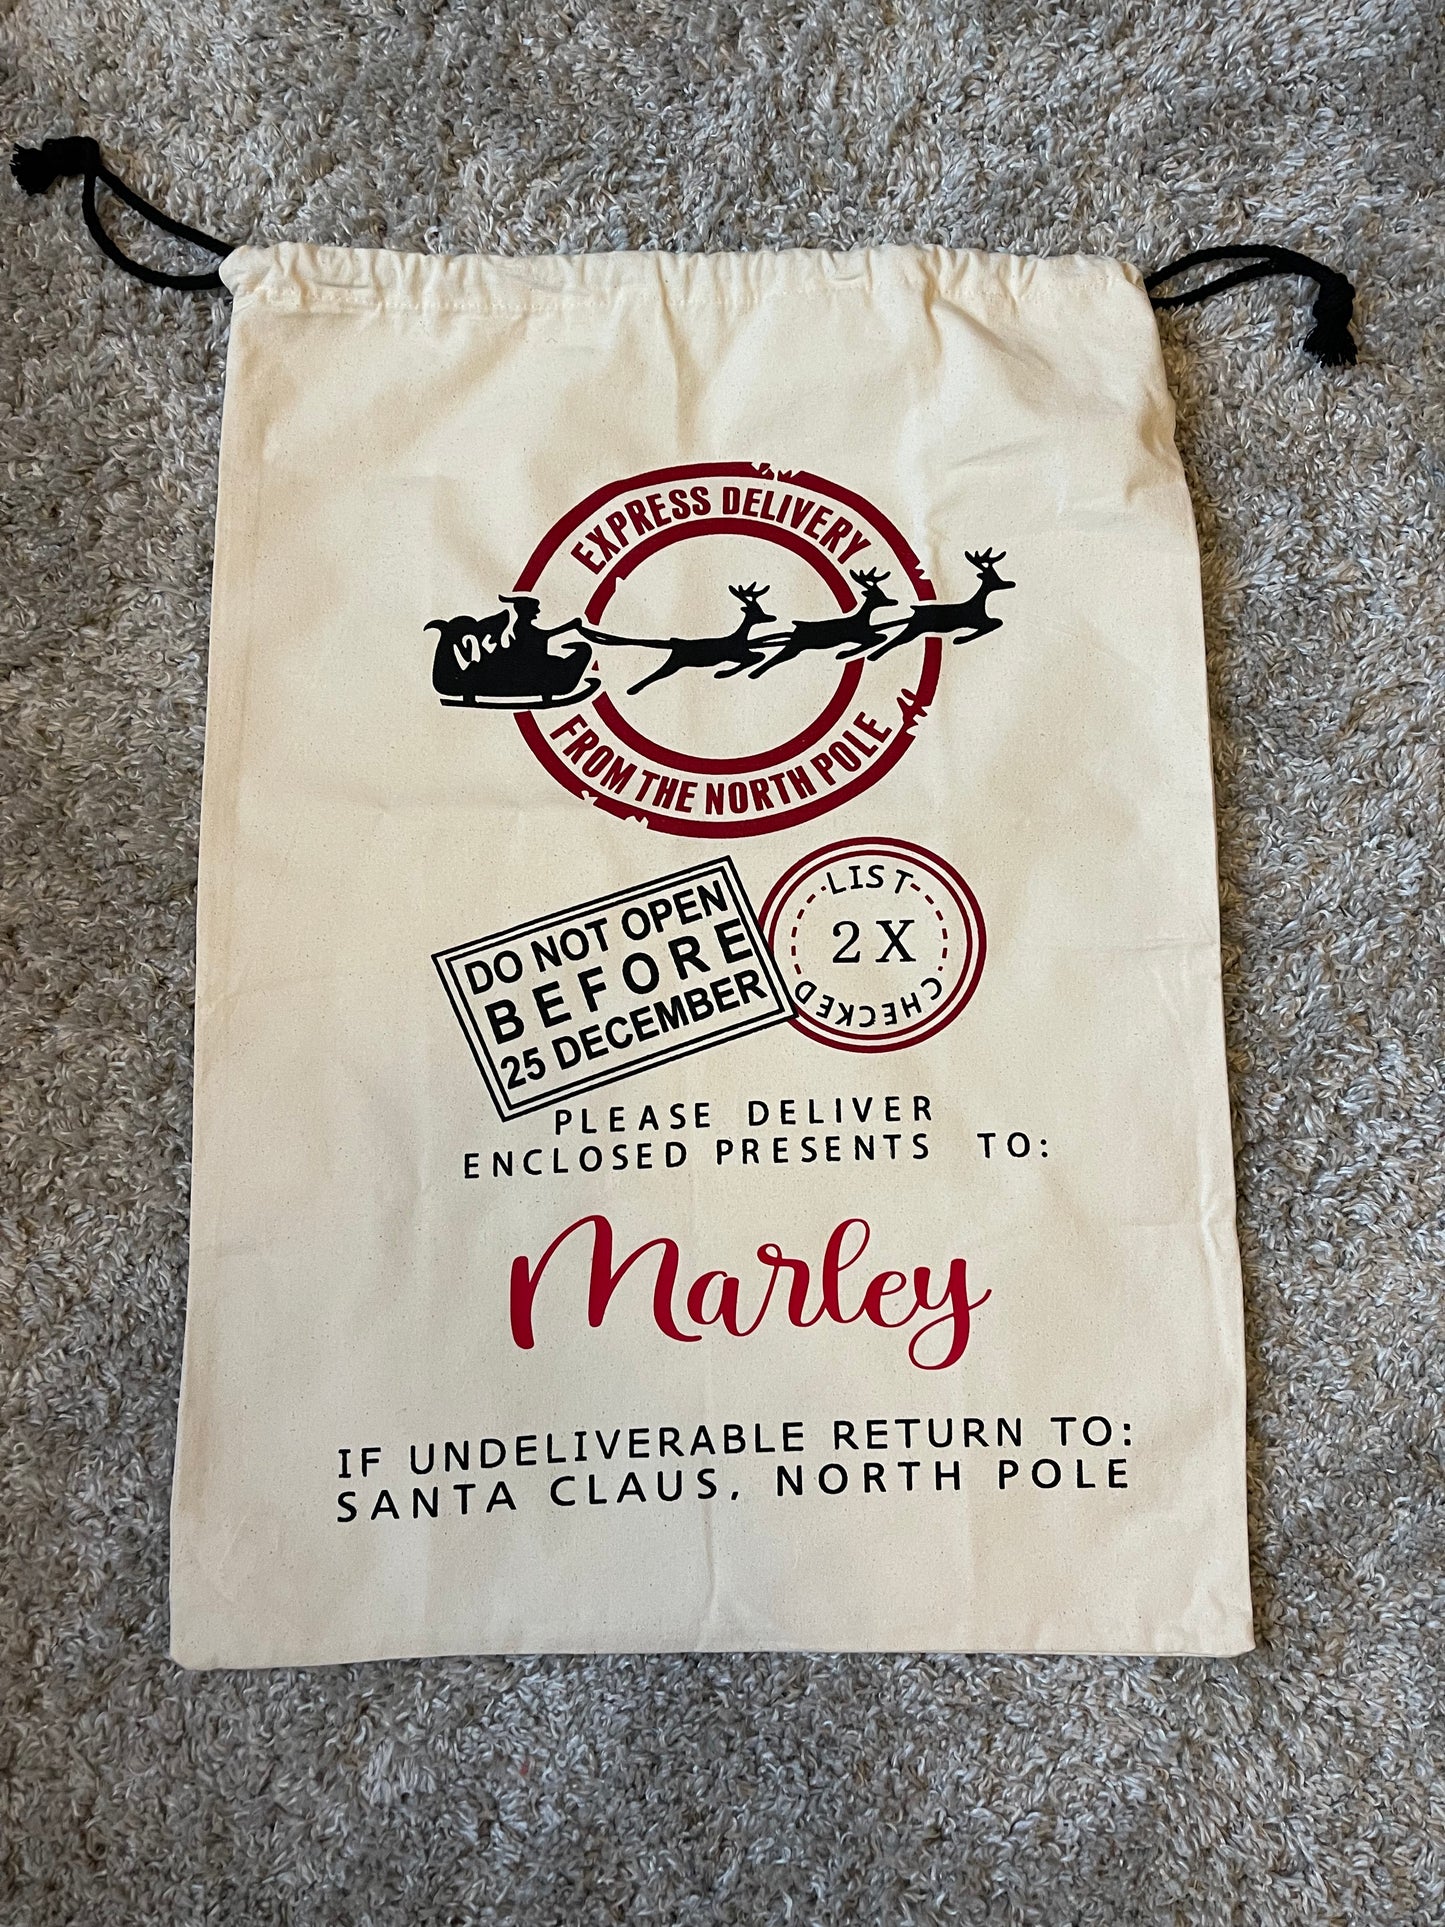 EXPRESS DELIVERY
FROM THE NORTH POLE
DO NOT OPEN
BEFORE
25 DECEMBER
LIST
2 X
CHECKED
PLEASE DELIVER
ENCLOSED PRESENTS TO:
Marley
IF UNDELIVERABLE RETURN TO:
SANTA CLAUS, NORTH POLE